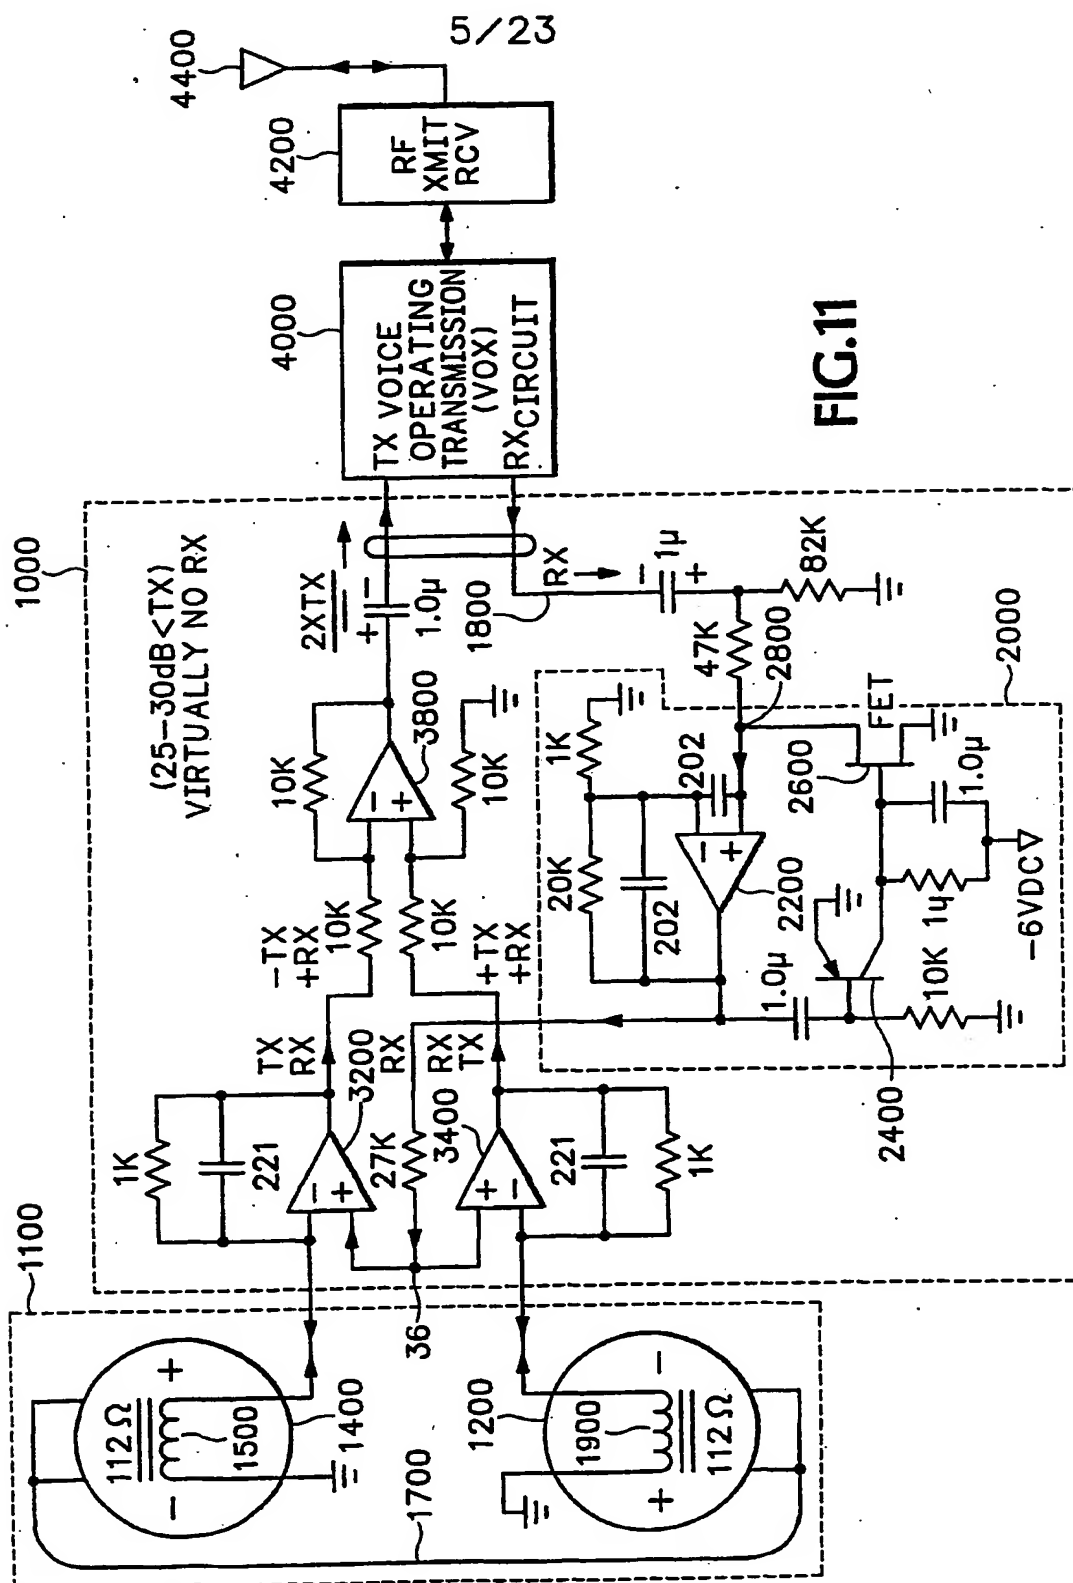 5/23
4400
4200
RF
XMIT
RCV
4000
TX VOICE
OPERATING
TRANSMISSION
(VOX)
RX CIRCUIT
FIG.11
1000
(25-30dB<TX)
VIRTUALLY NO RX
2XTX
+ -
1.0µ
1800
RX
- +
1µ
82K
47K
2800
2000
10K
- +
3800
10K
10K
10K
-TX
+RX
+TX
+RX
1K
20K
202
202
- +
2200
FET
2600
1.0µ
1µ
-6VDC
1.0µ
10K
2400
TX
RX
3200
RX
RX
TX
3400
1K
221
- +
27K
+ -
221
1K
36
1100
112Ω
+ -
1500
1400
1200
1900
- +
112Ω
1700